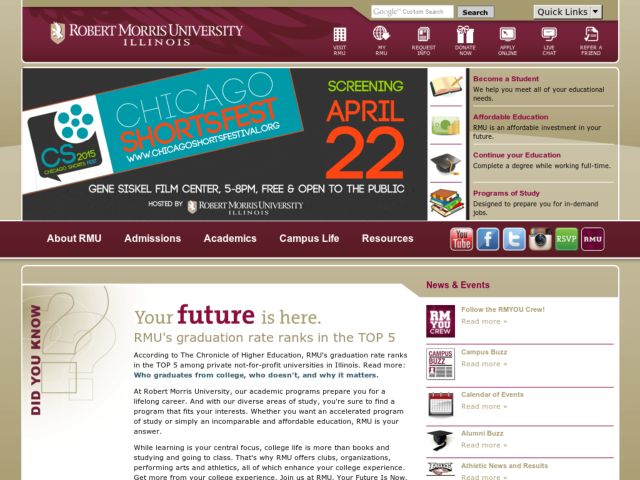 Google™ Custom Search
Search
Quick Links
ROBERT MORRIS UNIVERSITY
ILLINOIS
VISIT
RMU
MY
RMU
REQUEST
INFO
DONATE
NOW
APPLY
ONLINE
LIVE
CHAT
REFER A
FRIEND
CHICAGO
SHORTSFEST
WWW.CHICAGOSHORTSFESTIVAL.ORG
CS 2015
CHICAGO SHORTS FEST
SCREENING
APRIL
22
GENE SISKEL FILM CENTER, 5-8PM, FREE & OPEN TO THE PUBLIC
HOSTED BY ROBERT MORRIS UNIVERSITY
ILLINOIS
Become a Student
We help you meet all of your educational
needs.
Affordable Education
RMU is an affordable investment in your
future.
Continue your Education
Complete a degree while working full-time.
Programs of Study
Designed to prepare you for in-demand
jobs.
About RMU
Admissions
Academics
Campus Life
Resources
You Tube
RSVP
RMU
DID YOU KNOW
Your future is here.
RMU's graduation rate ranks in the TOP 5
According to The Chronicle of Higher Education, RMU's graduation rate ranks
in the TOP 5 among private not-for-profit universities in Illinois. Read more:
Who graduates from college, who doesn't, and why it matters.
At Robert Morris University, our academic programs prepare you for a
lifelong career. And with our diverse areas of study, you're sure to find a
program that fits your interests. Whether you want an accelerated program
of study or simply an incomparable and affordable education, RMU is your
answer.
While learning is your central focus, college life is more than books and
studying and going to class. That's why RMU offers clubs, organizations,
performing arts and athletics, all of which enhance your college experience.
Get more from your college experience. Join us at RMU. Your Future Is Now.
News & Events
RM
YOU
CREW
Follow the RMYOU Crew!
Read more »
CAMPUS
BUZZ
Campus Buzz
Read more »
Calendar of Events
Read more »
Alumni Buzz
Read more »
Athletic News and Results
Read more »